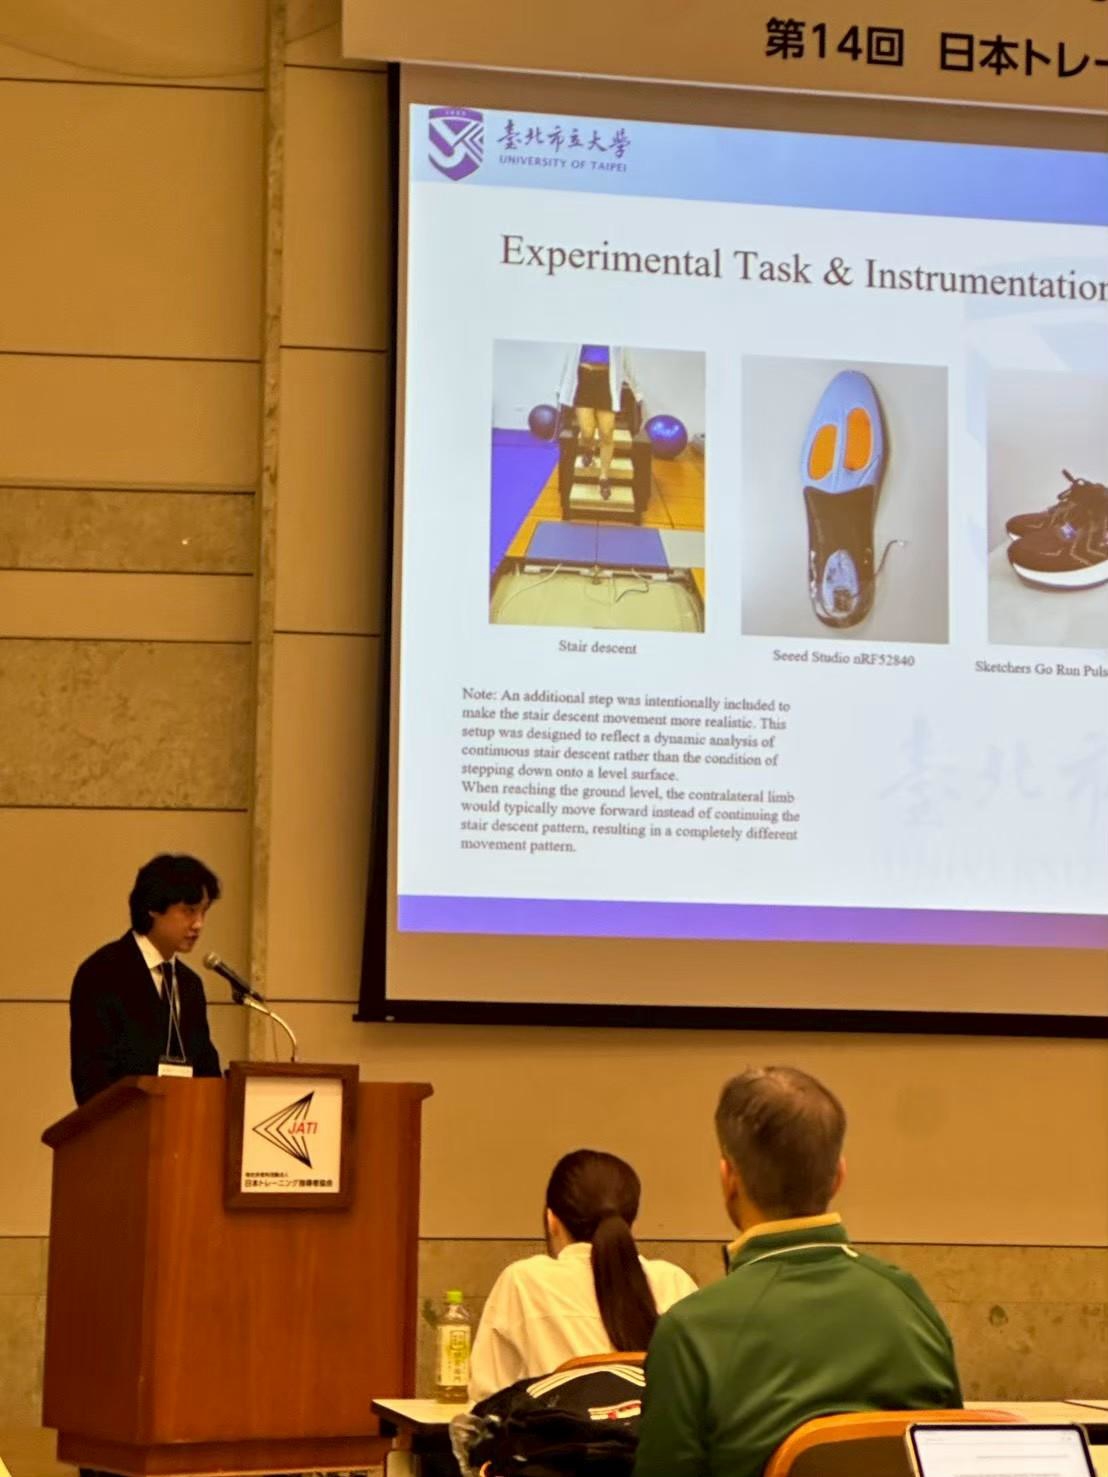 第14回 日本トレー
臺北市立大學
UNIVERSITY OF TAIPEI
Experimental Task & Instrumentation
Stair descent
Seeed Studio nRF52840
Sketchers Go Run Puls
Note: An additional step was intentionally included to
make the stair descent movement more realistic. This
setup was designed to reflect a dynamic analysis of
continuous stair descent rather than the condition of
stepping down onto a level surface.
When reaching the ground level, the contralateral limb
would typically move forward instead of continuing the
stair descent pattern, resulting in a completely different
movement pattern.
JATI
日本トレーニング指導者協会